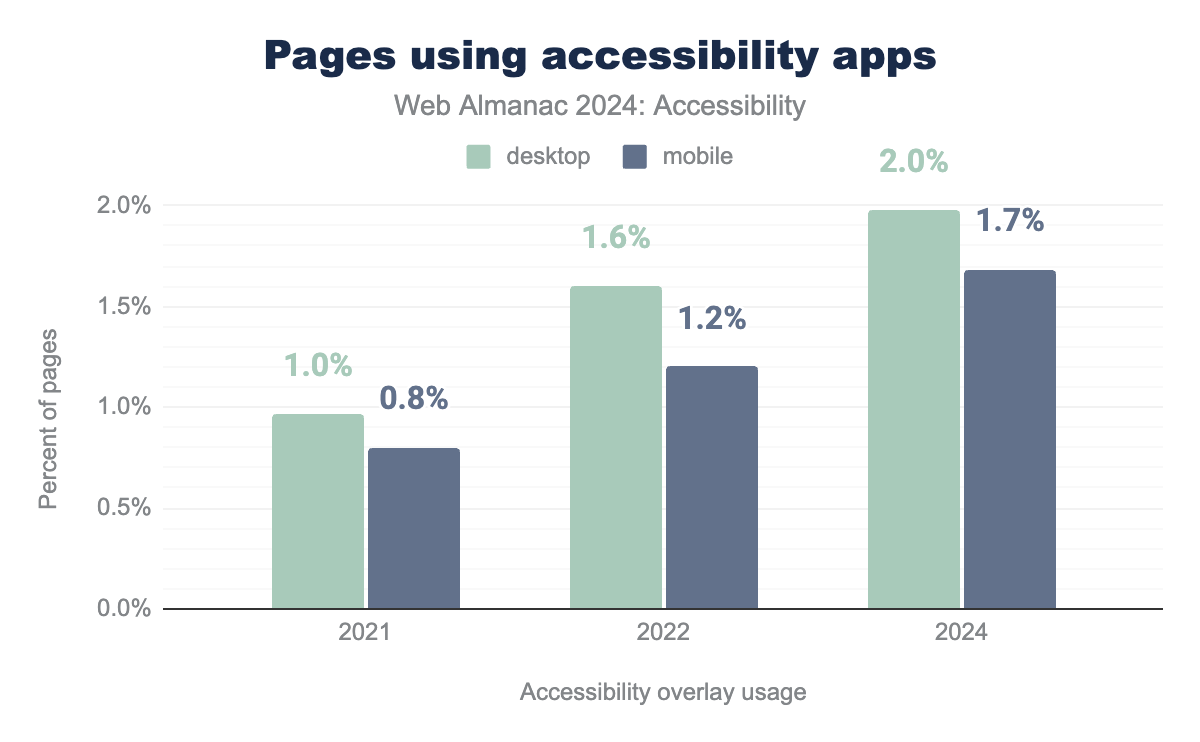 Pages using accessibility apps
Web Almanac 2024: Accessibility
desktop mobile
2.0%
2.0%
1.7%
1.6%
1.5%
1.2%
1.0%
0.8%
1.0%
0.5%
0.0%
Percent of pages
2021 2022 2024
Accessibility overlay usage